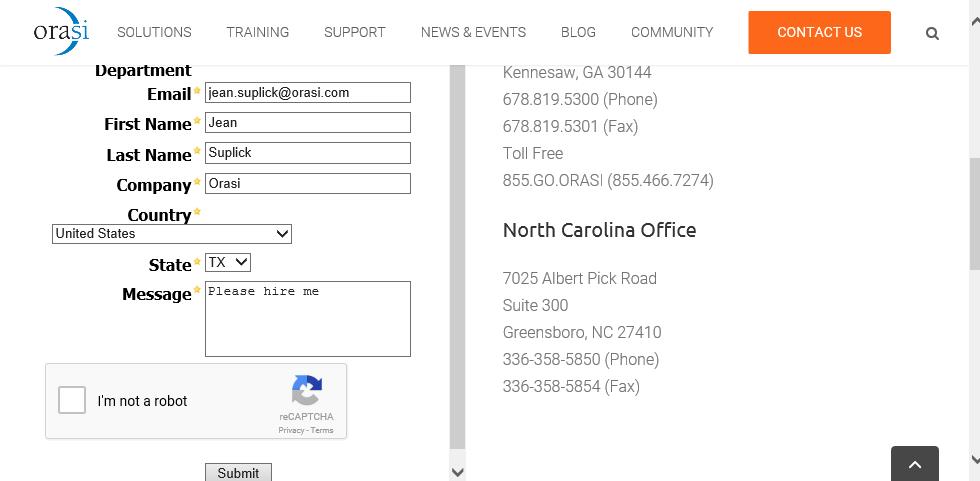 orasi
SOLUTIONS
TRAINING
SUPPORT
NEWS & EVENTS
BLOG
COMMUNITY
CONTACT US
Department
Email
jean.suplick@orasi.com
First Name
Jean
Last Name
Suplick
Company
Orasi
Country
United States
State
TX
Message
Please hire me
I'm not a robot
reCAPTCHA
Privacy - Terms
Submit
Kennesaw, GA 30144
678.819.5300 (Phone)
678.819.5301 (Fax)
Toll Free
855.GO.ORASI (855.466.7274)
North Carolina Office
7025 Albert Pick Road
Suite 300
Greensboro, NC 27410
336-358-5850 (Phone)
336-358-5854 (Fax)